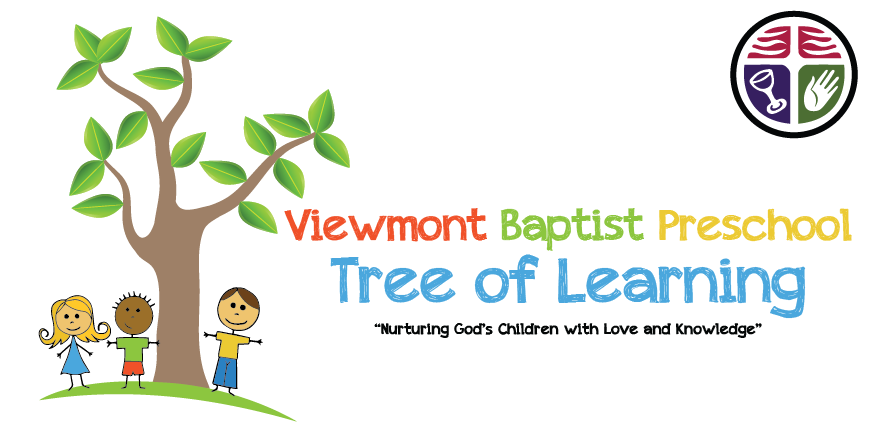 Viewmont Baptist Preschool
Tree of Learning
“Nurturing God's Children with Love and Knowledge”